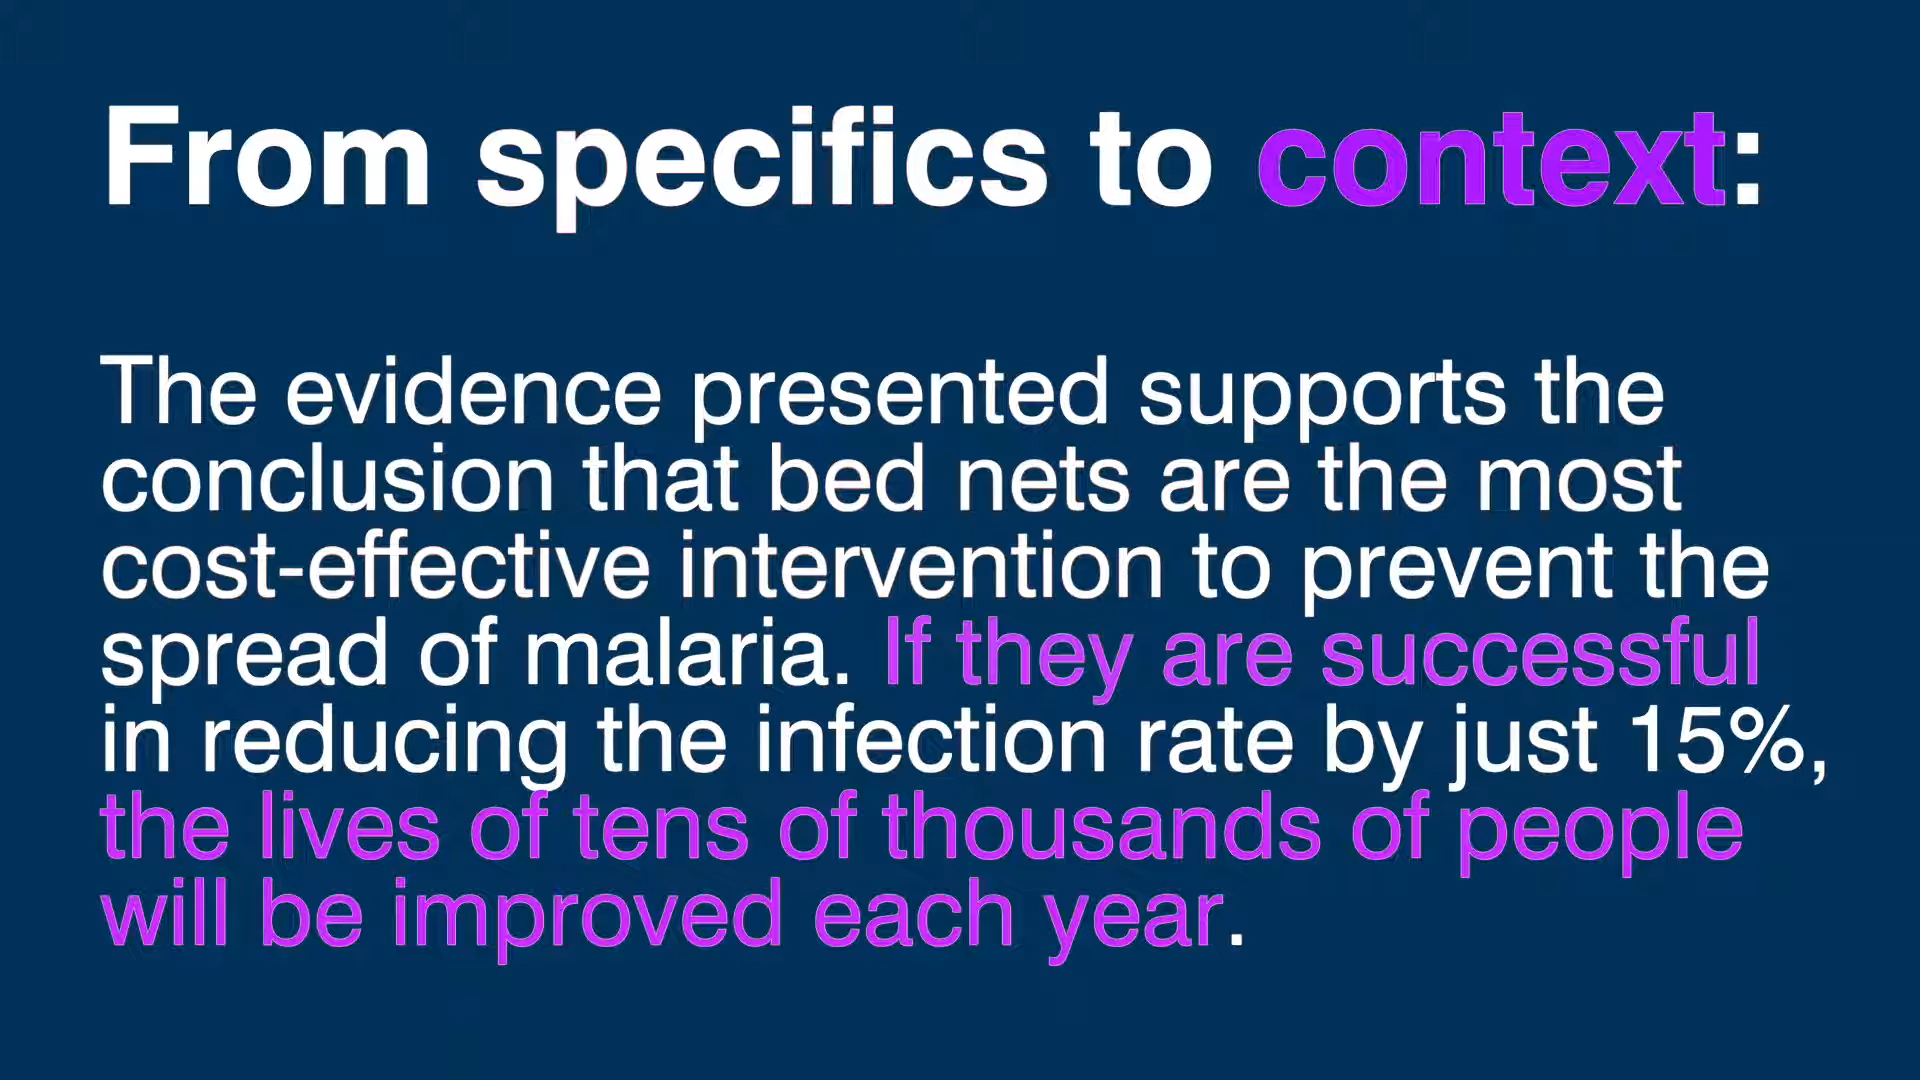 From specifics to context:
The evidence presented supports the
conclusion that bed nets are the most
cost-effective intervention to prevent the
spread of malaria. If they are successful
in reducing the infection rate by just 15%,
the lives of tens of thousands of people
will be improved each year.